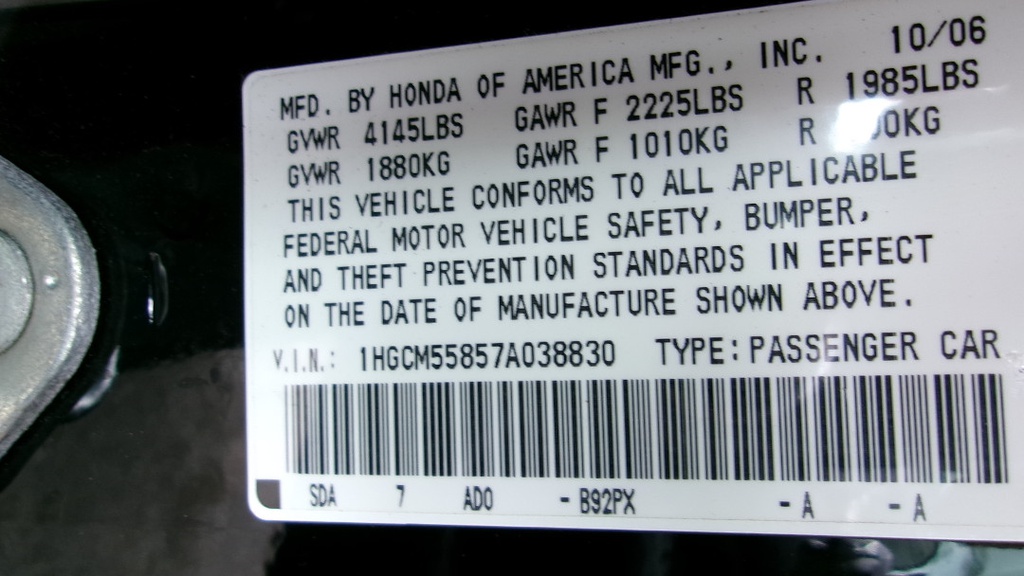 MFD. BY HONDA OF AMERICA MFG., INC. 10/06
GVWR 4145LBS GAWR F 2225LBS R 1985LBS
GVWR 1880KG GAWR F 1010KG R
THIS VEHICLE CONFORMS TO ALL APPLICABLE
FEDERAL MOTOR VEHICLE SAFETY, BUMPER,
AND THEFT PREVENTION STANDARDS IN EFFECT
ON THE DATE OF MANUFACTURE SHOWN ABOVE.
V.I.N.: 1HGCM55857A038830 TYPE: PASSENGER CAR
SDA 7 AD0 - B92PX - A - A